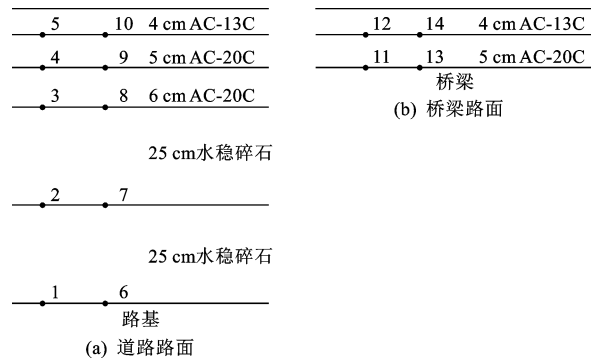 5 10 4 cm AC-13C
4 9 5 cm AC-20C
3 8 6 cm AC-20C
25 cm水稳碎石
2 7
25 cm水稳碎石
1 6
路基
(a) 道路路面
12 14 4 cm AC-13C
11 13 5 cm AC-20C
桥梁
(b) 桥梁路面